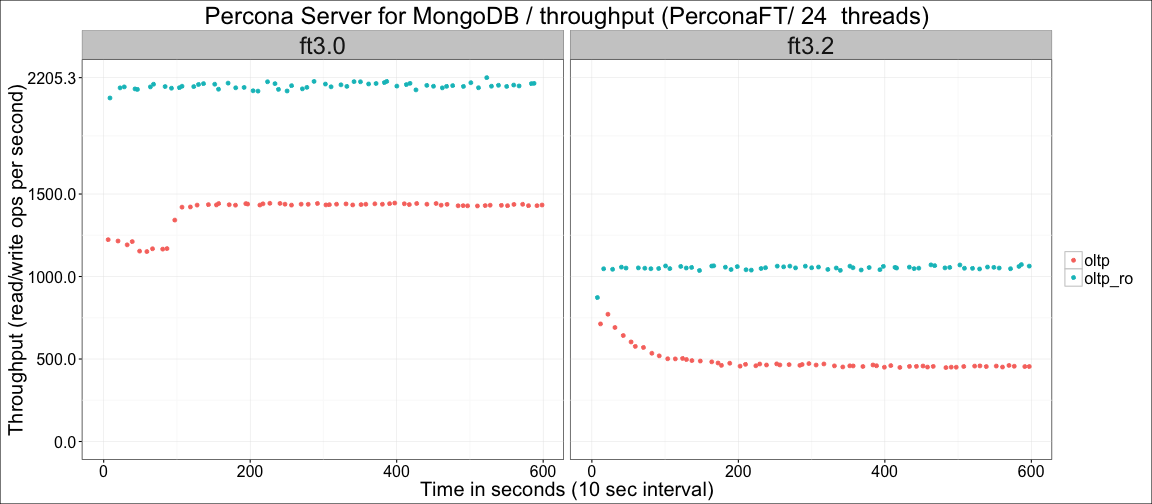 Percona Server for MongoDB / throughput (PerconaFT/ 24  threads)
ft3.0
ft3.2
Throughput (read/write ops per second)
2205.3
1500.0
1000.0
500.0
0.0
oltp
oltp_ro
0 200 400 600
0 200 400 600
Time in seconds (10 sec interval)